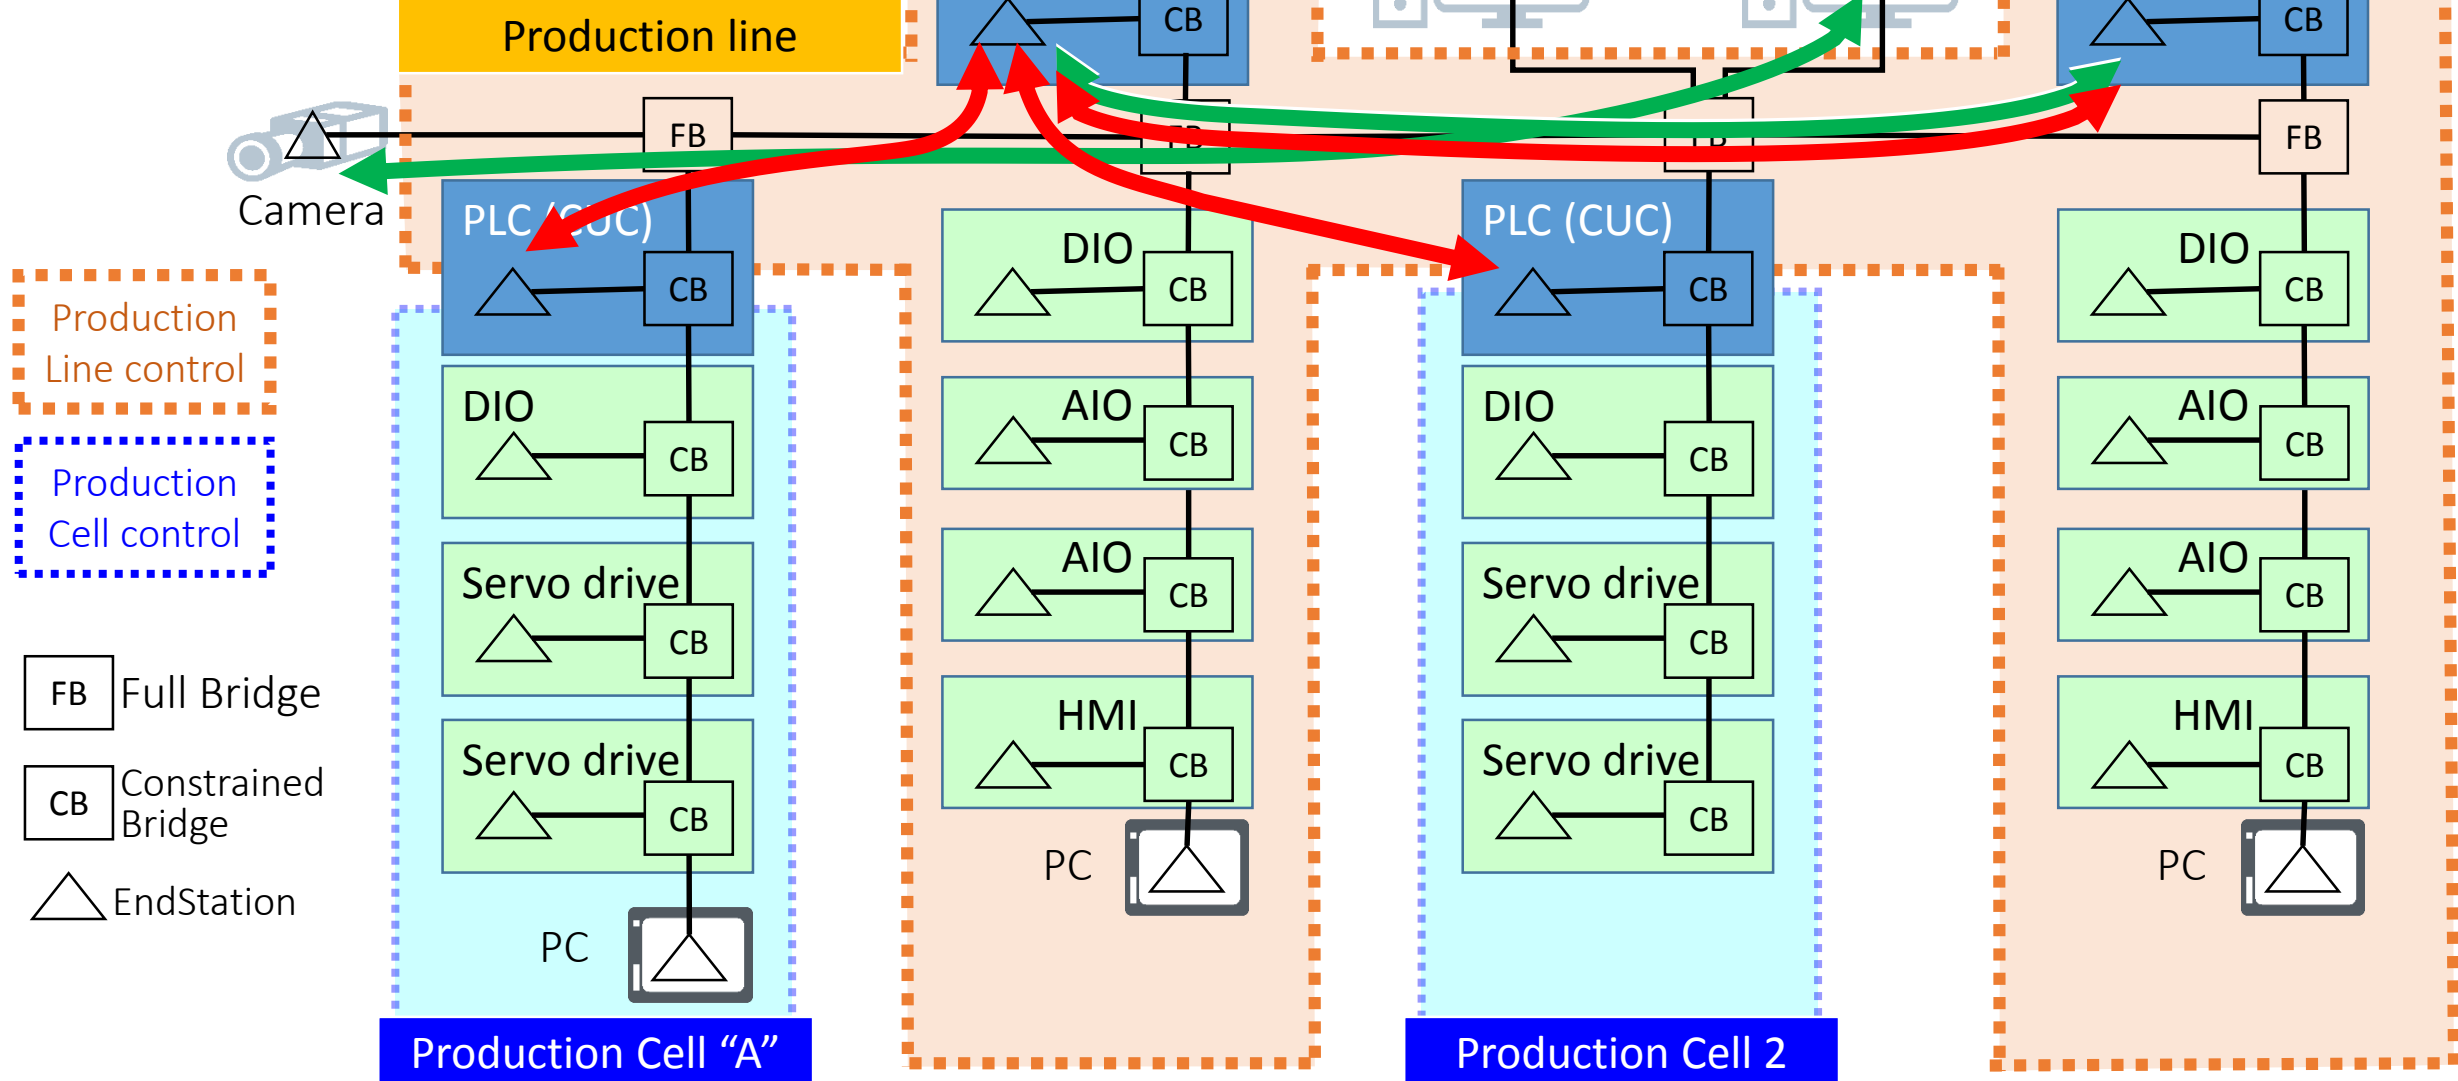 Production line
CB
CB
FB
FB
B
FB
Camera
PLC (CUC)
CB
DIO
CB
PLC (CUC)
CB
DIO
CB
Production
Line control
DIO
CB
AIO
CB
DIO
CB
AIO
CB
Production
Cell control
Servo drive
CB
AIO
CB
Servo drive
CB
AIO
CB
FB
Full Bridge
Servo drive
CB
HMI
CB
Servo drive
CB
HMI
CB
CB
Constrained
Bridge
EndStation
PC
PC
PC
Production Cell “A”
Production Cell 2